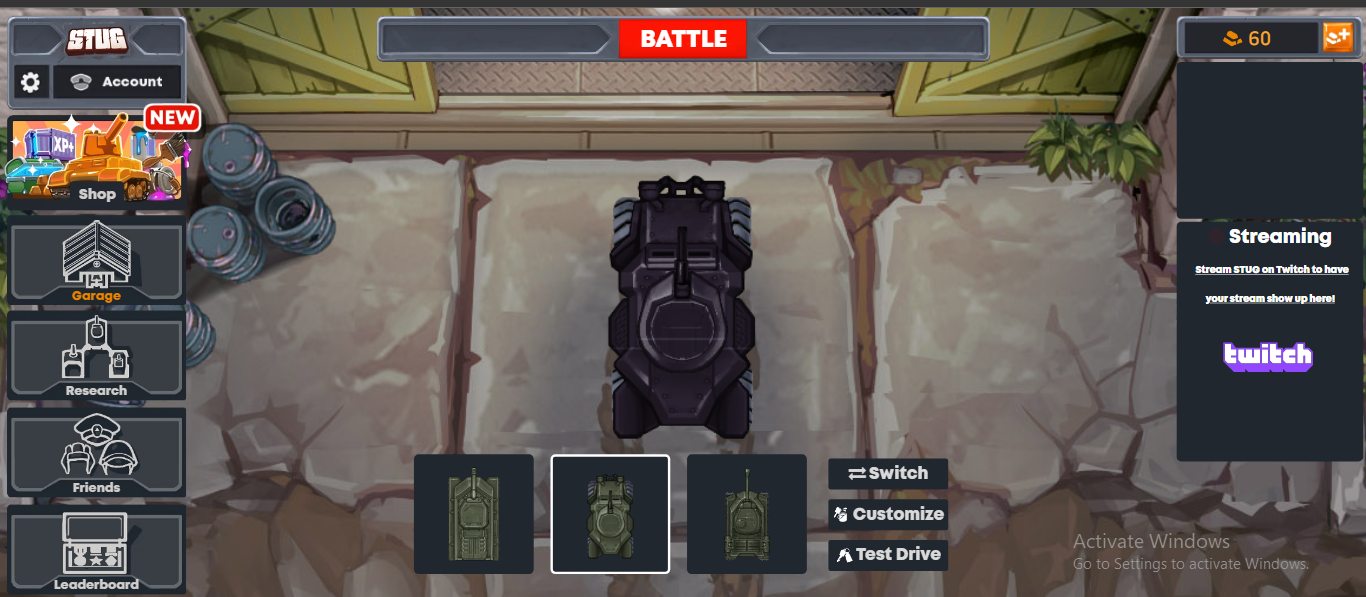 STUG
BATTLE
60
Account
NEW
XP+
Shop
Streaming
Stream STUG on Twitch to have
your stream show up here!
Garage
twitch
Research
Switch
Friends
Customize
Test Drive
Activate Windows
Go to Settings to activate Windows.
Leaderboard